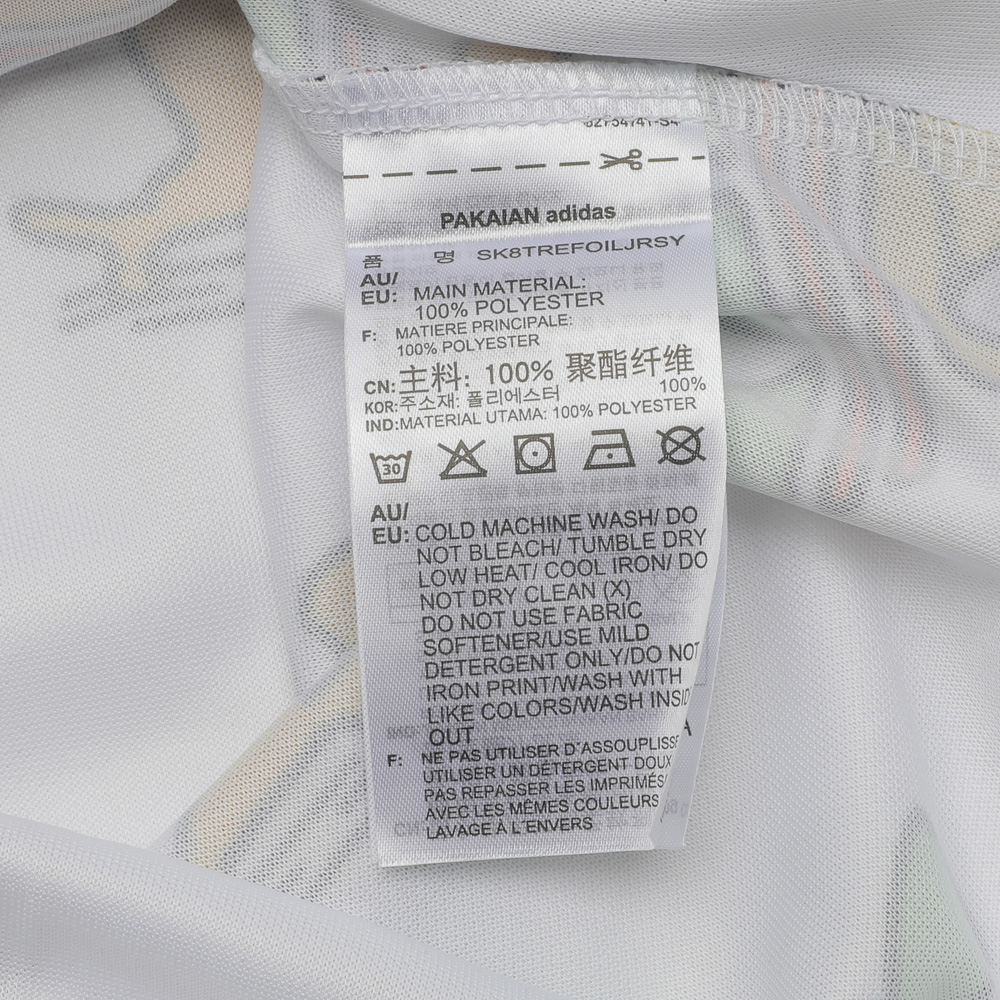 PAKAIAN adidas
품 명 SK8TREFOILJRSY
AU/
EU: MAIN MATERIAL:
100% POLYESTER
F: MATIERE PRINCIPALE:
100% POLYESTER
CN: 主料: 100% 聚酯纤维
KOR: 주소재: 폴리에스터 100%
IND: MATERIAL UTAMA: 100% POLYESTER
30
AU/
EU: COLD MACHINE WASH/ DO
NOT BLEACH/ TUMBLE DRY
LOW HEAT/ COOL IRON/ DO
NOT DRY CLEAN (X)
DO NOT USE FABRIC
SOFTENER/USE MILD
DETERGENT ONLY/DO NOT
IRON PRINT/WASH WITH
LIKE COLORS/WASH INSID
OUT
F: NE PAS UTILISER D´ASSOUPLISSE
UTILISER UN DÉTERGENT DOUX
PAS REPASSER LES IMPRIMÉS/
AVEC LES MÊMES COULEURS
LAVAGE À L´ENVERS